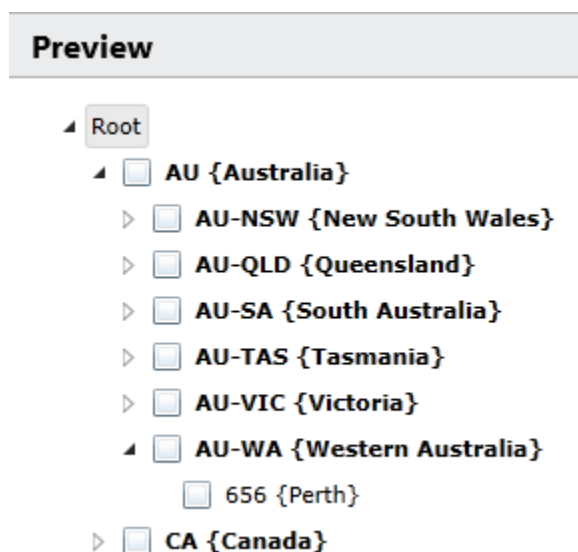 Preview
Root
AU {Australia}
AU-NSW {New South Wales}
AU-QLD {Queensland}
AU-SA {South Australia}
AU-TAS {Tasmania}
AU-VIC {Victoria}
AU-WA {Western Australia}
656 {Perth}
CA {Canada}